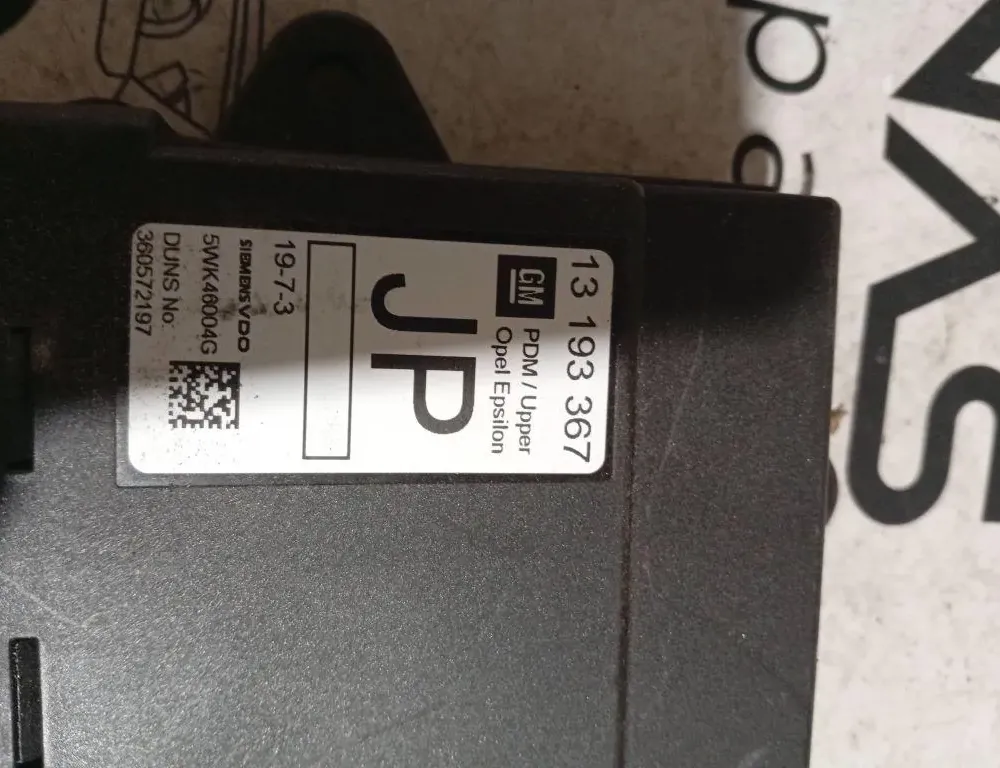 13 193 367
GM
PDM / Upper
Opel Epsilon
JP
19-7-3
SIEMENS VDO
5WK46004G
DUNS No.
360572197